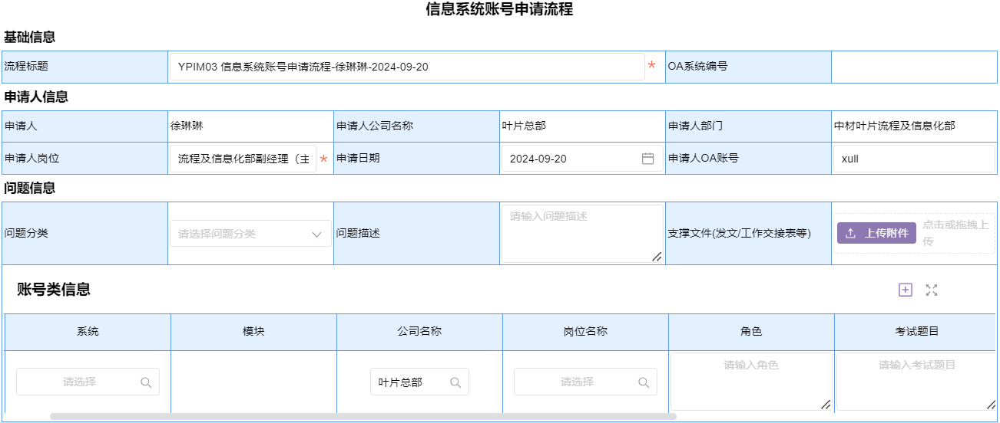 信息系统账号申请流程
基础信息
流程标题 YPIM03 信息系统账号申请流程-徐琳琳-2024-09-20 * OA系统编号
申请人信息
申请人 徐琳琳 申请人公司名称 叶片总部 申请人部门 中材叶片流程及信息化部
申请人岗位 流程及信息化部副经理（主 * 申请日期 2024-09-20 申请人OA账号 xull
问题信息
问题分类 请选择问题分类 问题描述 请输入问题描述 支撑文件(发文/工作交接表等) 上传附件 点击或拖拽上
传
账号类信息
系统 模块 公司名称 岗位名称 角色 考试题目
请选择 叶片总部 请选择 请输入角色 请输入考试题目